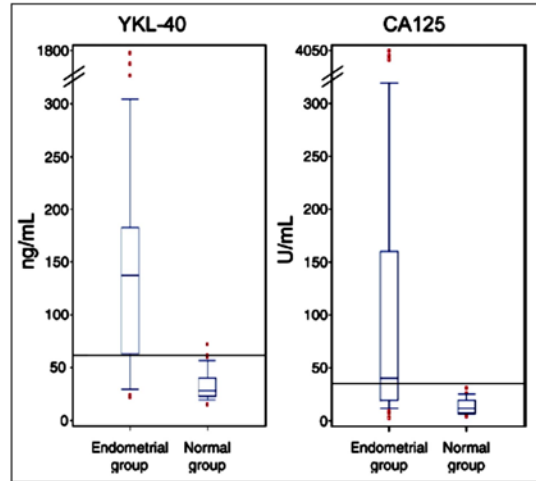 YKL-40
CA125
1800
300
250
200
150
100
50
0
ng/mL
4050
300
250
200
150
100
50
0
U/mL
Endometrial
group
Normal
group
Endometrial
group
Normal
group